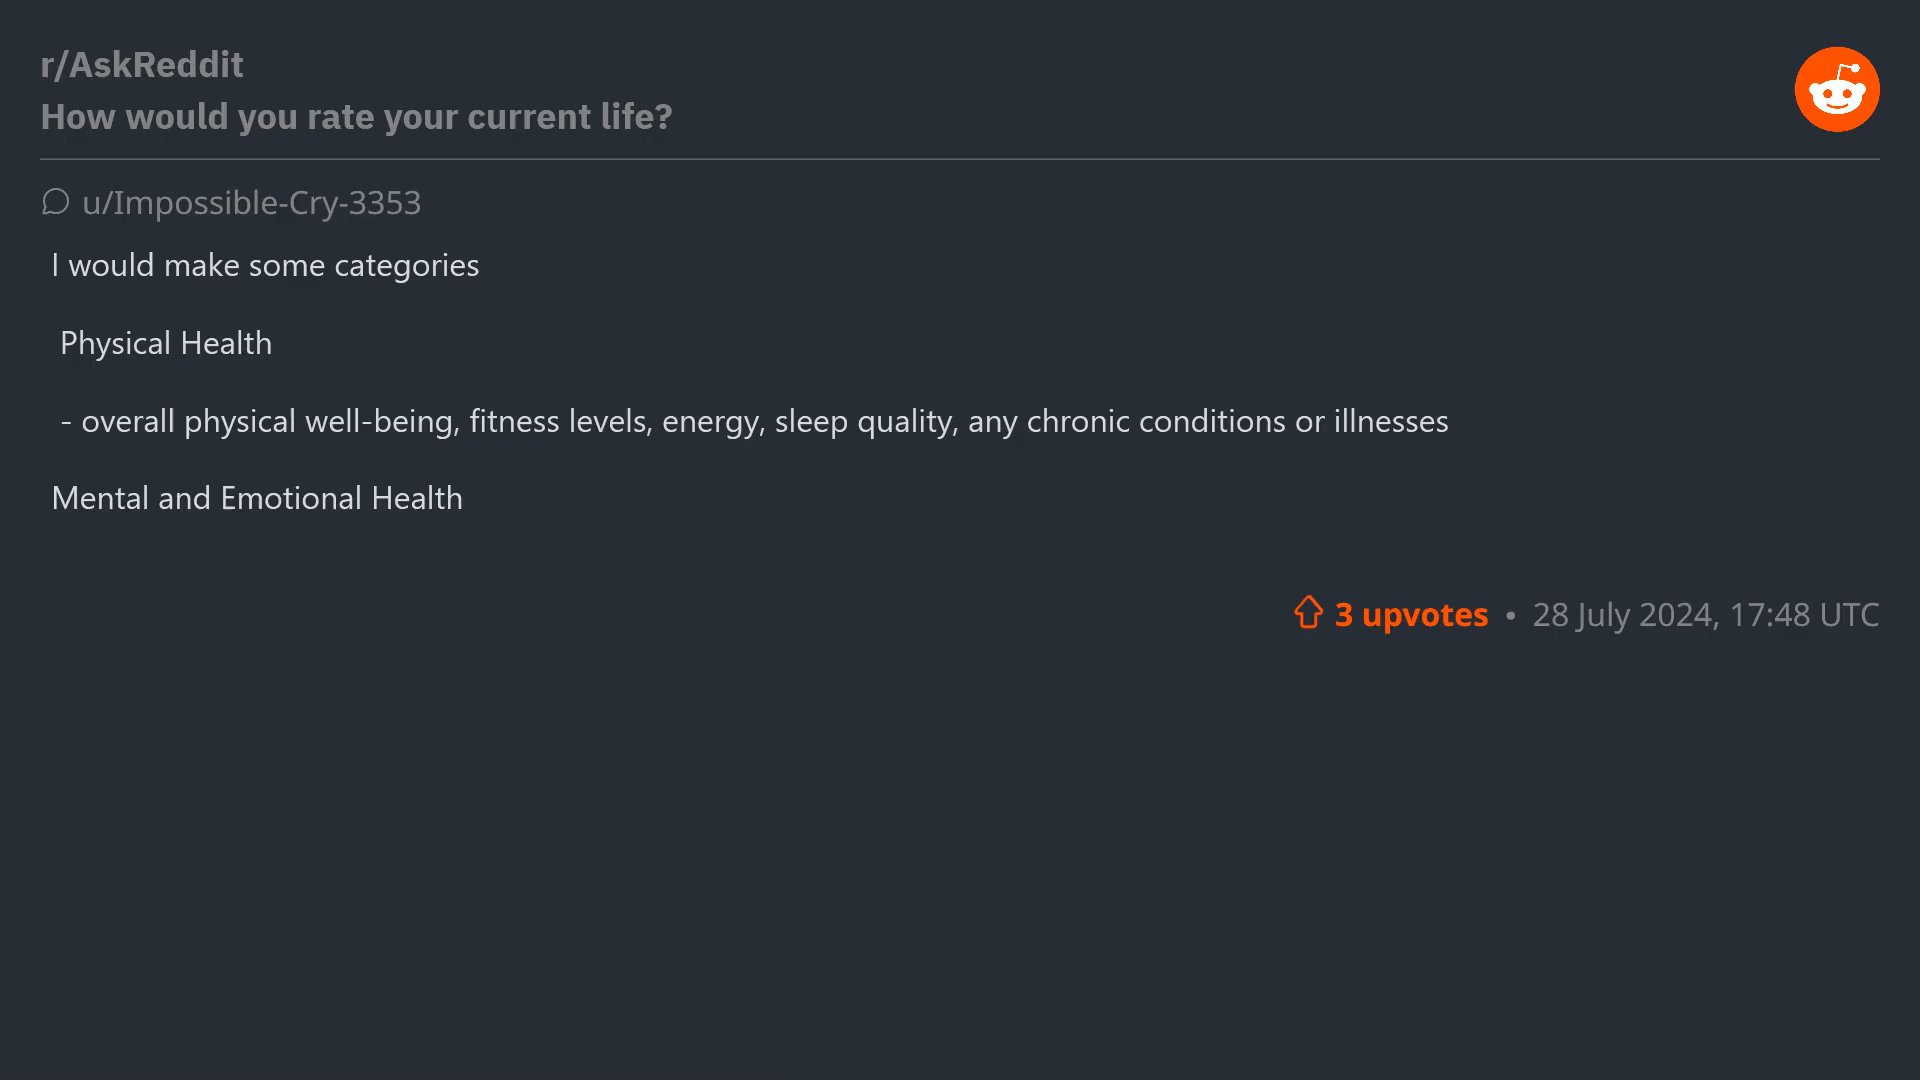 r/AskReddit
How would you rate your current life?
u/Impossible-Cry-3353
I would make some categories
Physical Health
- overall physical well-being, fitness levels, energy, sleep quality, any chronic conditions or illnesses
Mental and Emotional Health
3 upvotes • 28 July 2024, 17:48 UTC